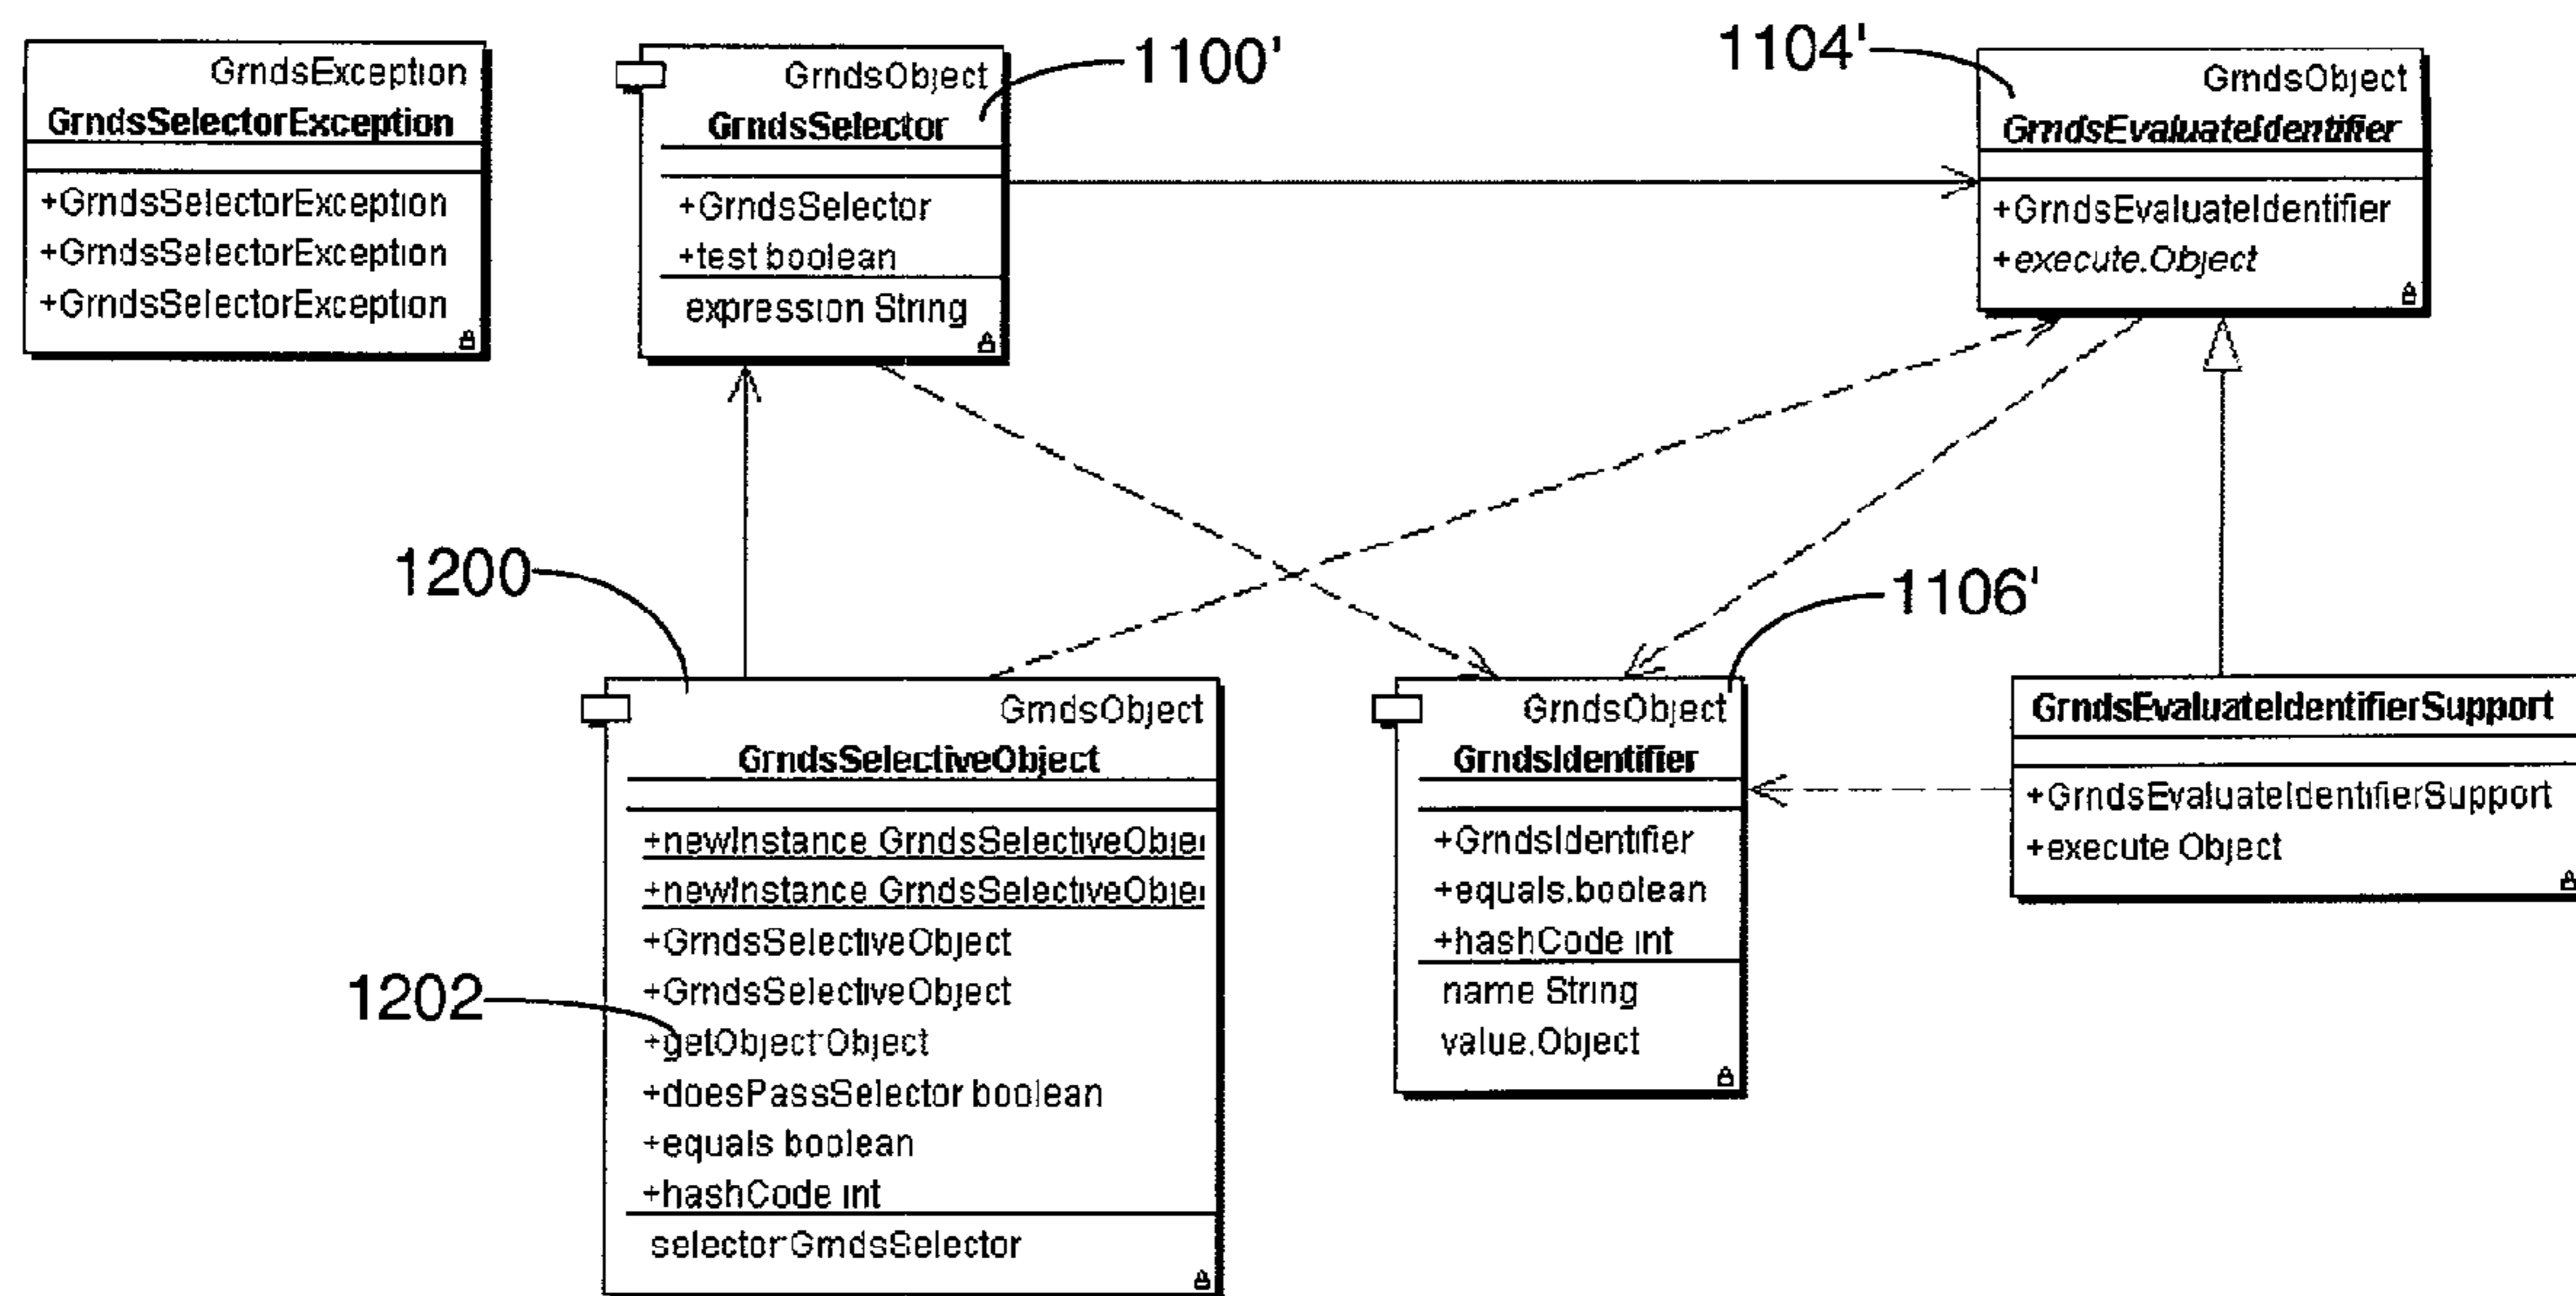 GrndsException
GrndsSelectorException
+GrndsSelectorException
+GrndsSelectorException
+GrndsSelectorException
GrndsObject
GrndsSelector
+GrndsSelector
+test boolean
expression String
1100'
1104'
GrndsObject
GrndsEvaluateIdentifier
+GrndsEvaluateIdentifier
+execute.Object
1200
GrndsObject
GrndsSelectiveObject
+newInstance GrndsSelectiveObjec
+newInstance GrndsSelectiveObjec
+GrndsSelectiveObject
+GrndsSelectiveObject
+getObject:Object
+doesPassSelector boolean
+equals boolean
+hashCode int
selector:GrndsSelector
1202
1106'
GrndsObject
GrndsIdentifier
+GrndsIdentifier
+equals.boolean
+hashCode int
name String
value.Object
GrndsEvaluateIdentifierSupport
+GrndsEvaluateIdentifierSupport
+execute Object